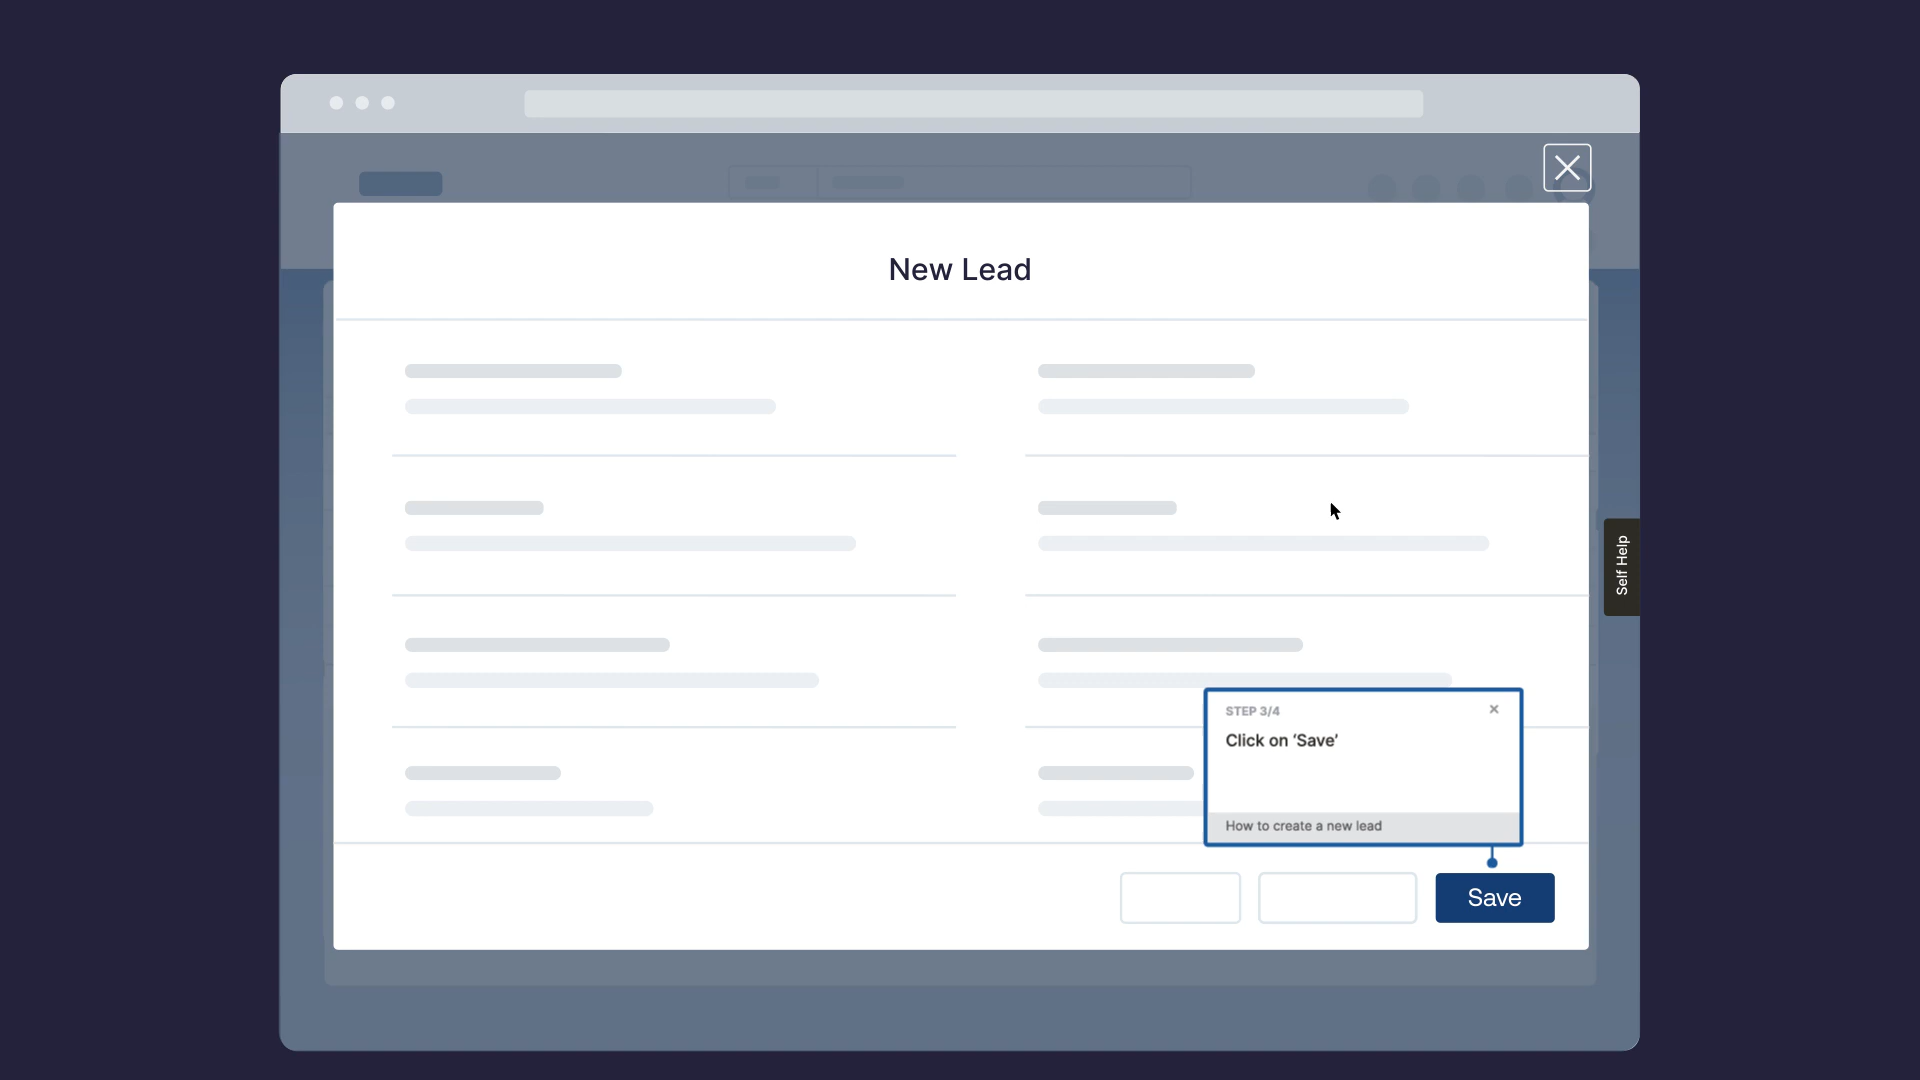 New Lead
Self Help
STEP 3/4
Click on ‘Save’
How to create a new lead
Save